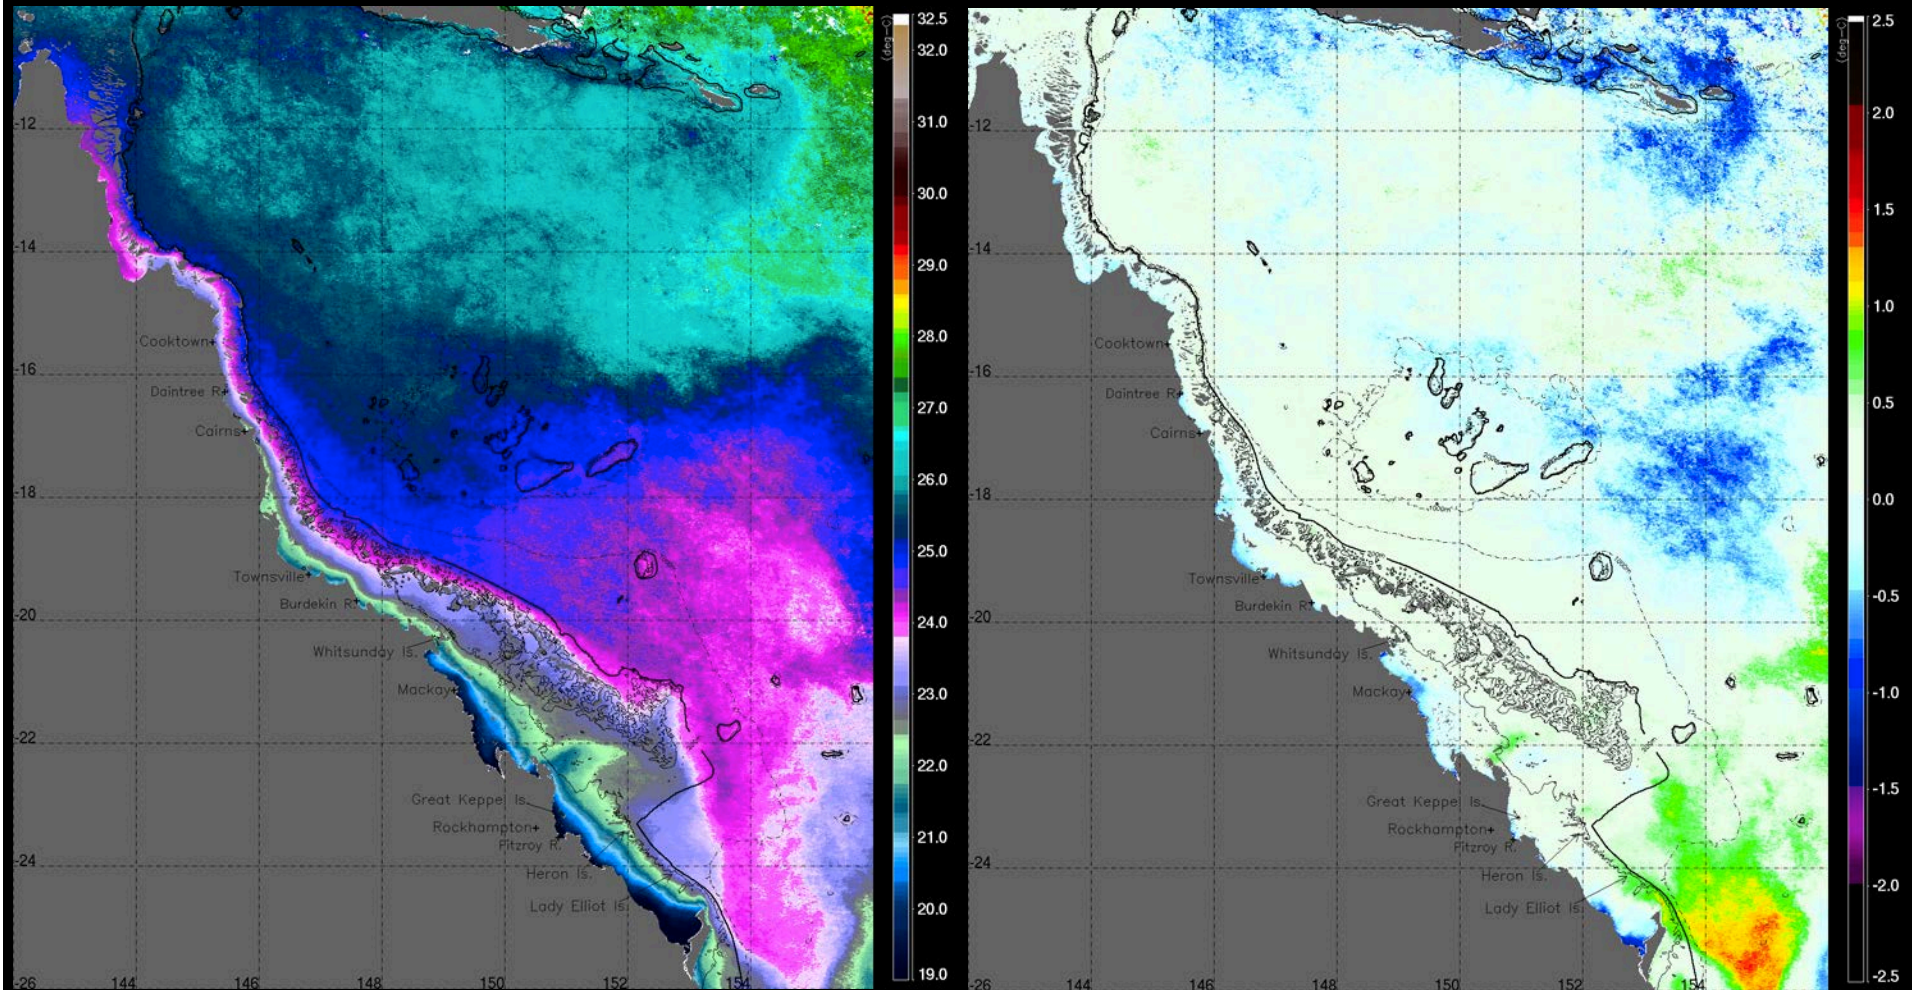 (deg-C)
32.5
32.0
31.0
30.0
29.0
28.0
27.0
26.0
25.0
24.0
23.0
22.0
21.0
20.0
19.0
-12
-14
-16
-18
-20
-22
-24
-26
144
146
148
150
152
154
Cooktown
Daintree R.
Cairns
Townsville
Burdekin R.
Whitsunday Is.
Mackay
Great Keppel Is.
Rockhampton
Fitzroy R.
Heron Is.
Lady Elliot Is.
(deg-C)
2.5
2.0
1.5
1.0
0.5
0.0
-0.5
-1.0
-1.5
-2.0
-2.5
-12
-14
-16
-18
-20
-22
-24
-26
144
146
148
150
152
154
Cooktown
Daintree R.
Cairns
Townsville
Burdekin R.
Whitsunday Is.
Mackay
Great Keppel Is.
Rockhampton
Fitzroy R.
Heron Is.
Lady Elliot Is.